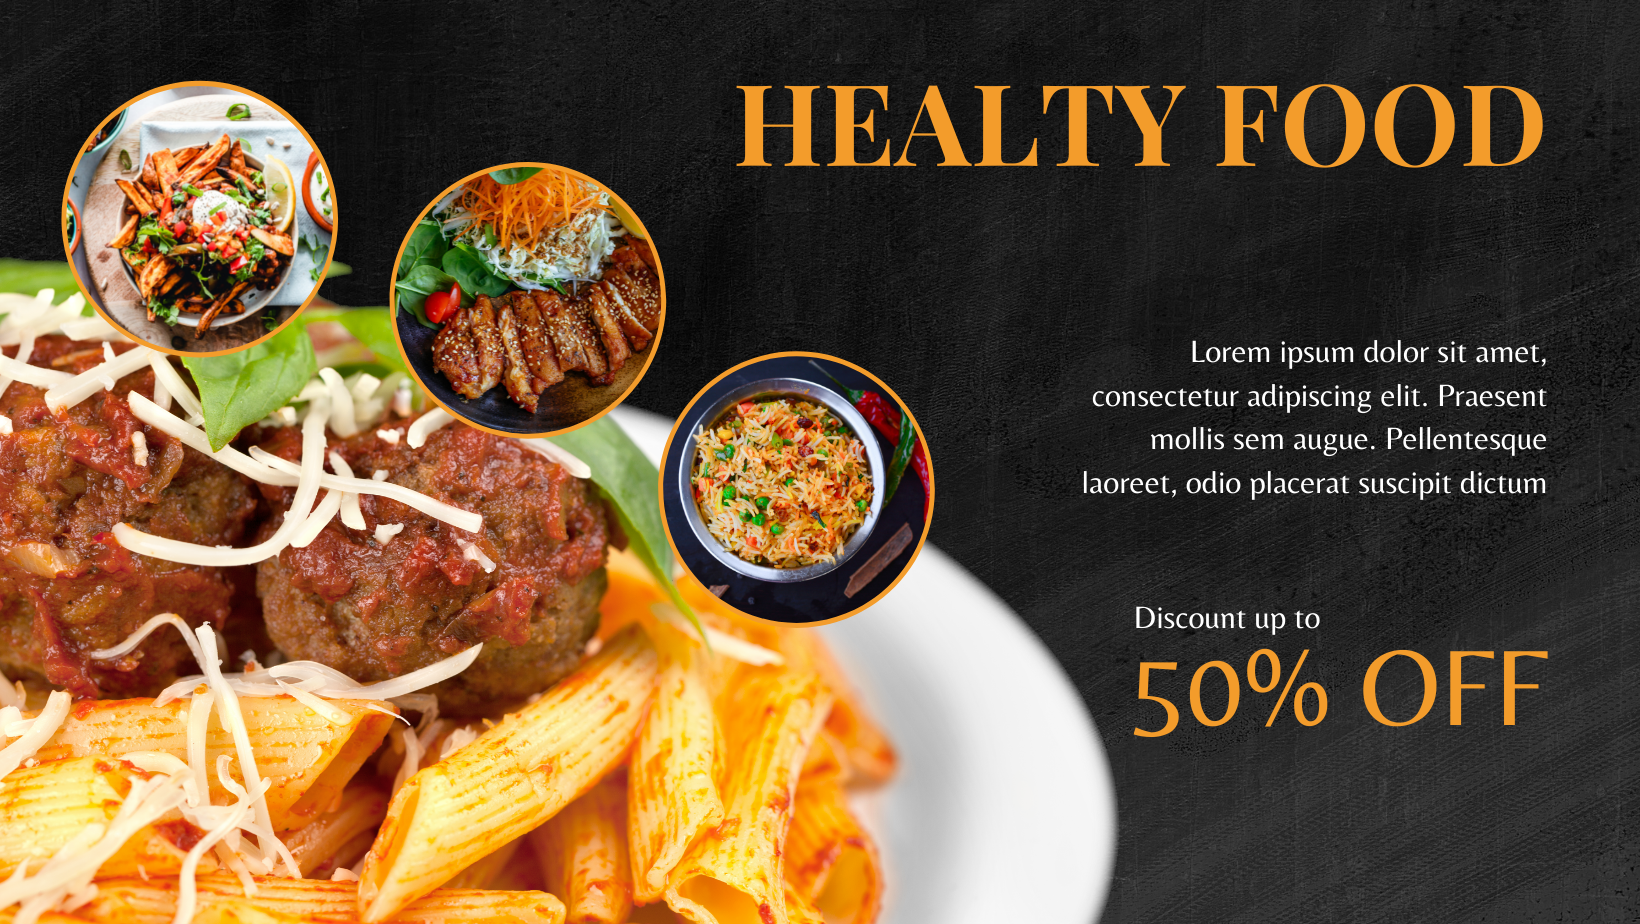 HEALTY FOOD
Lorem ipsum dolor sit amet,
consectetur adipiscing elit. Praesent
mollis sem augue. Pellentesque
laoreet, odio placerat suscipit dictum
Discount up to
50% OFF